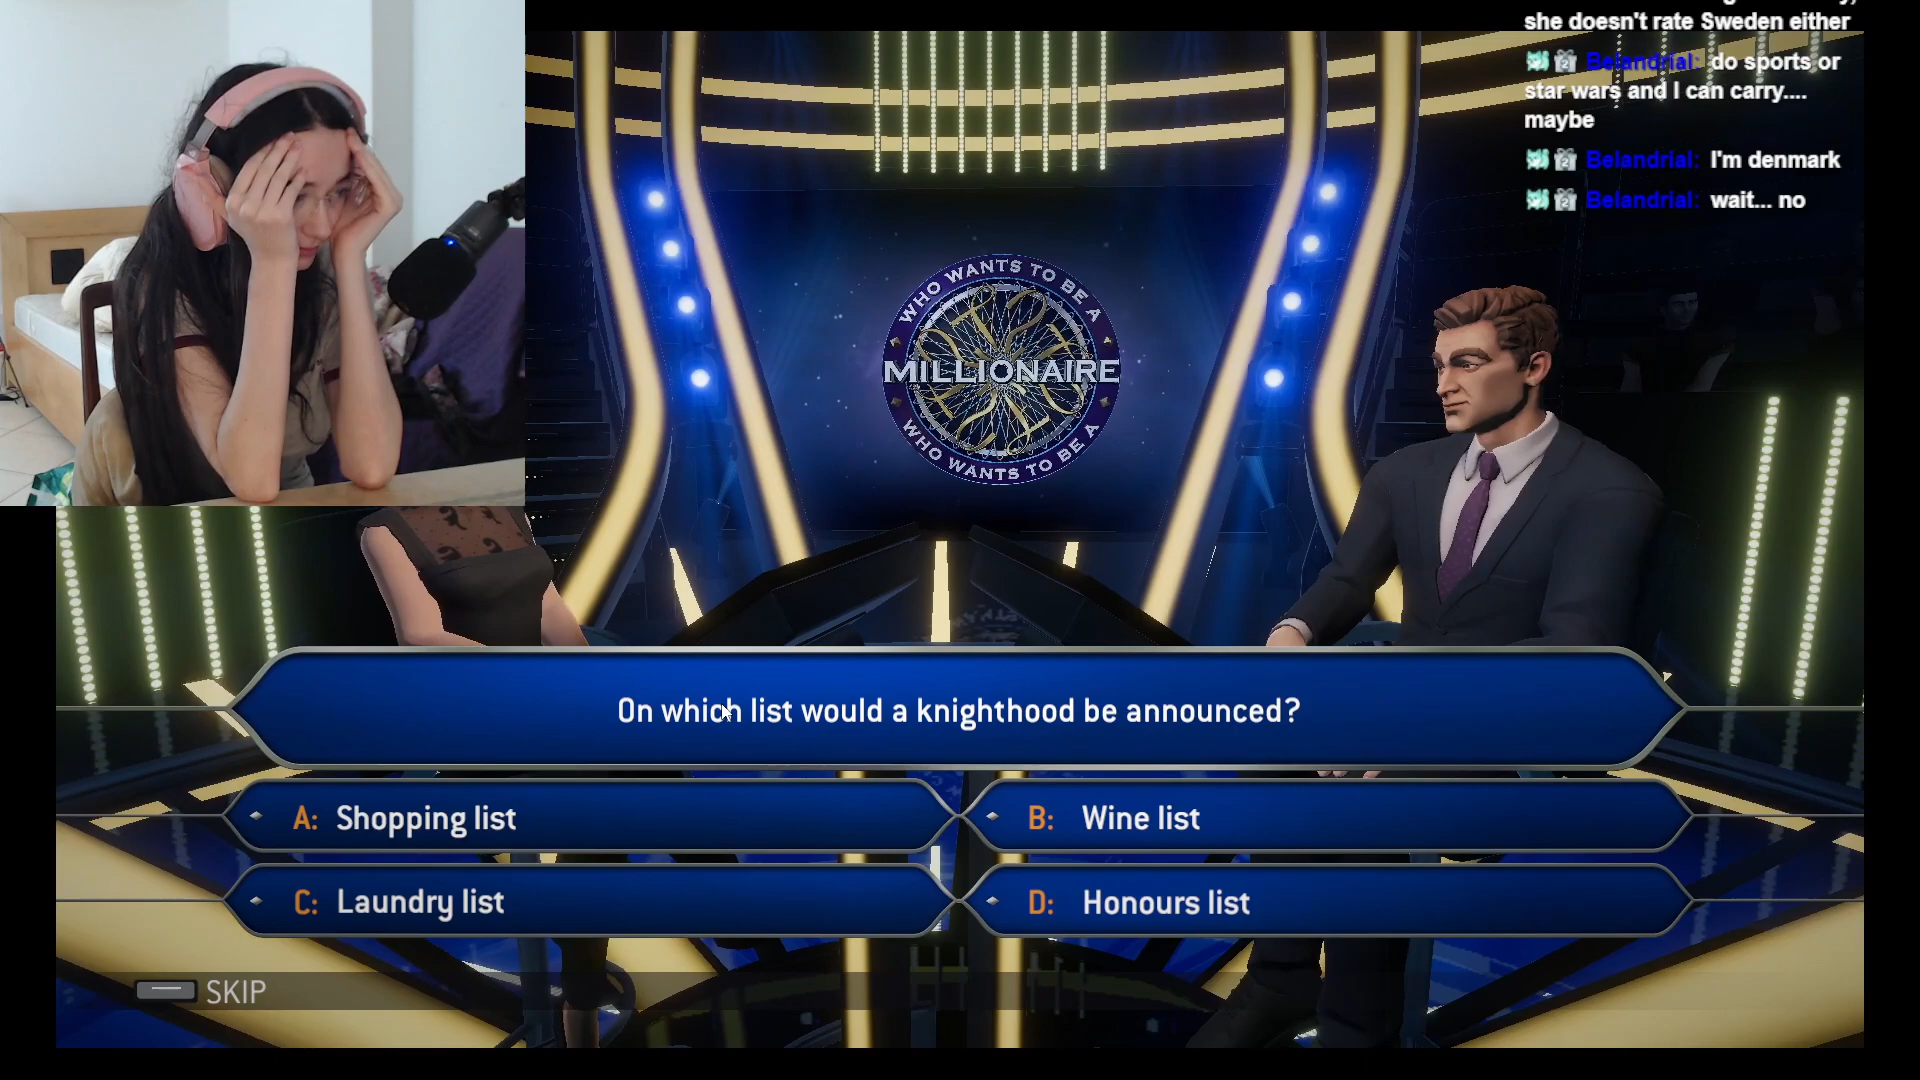 she doesn't rate Sweden either
Belandrial: do sports or
star wars and I can carry....
maybe
Belandrial: I'm denmark
Belandrial: wait... no
WHO WANTS TO BE A
MILLIONAIRE
WHO WANTS TO BE A
On which list would a knighthood be announced?
A: Shopping list
B: Wine list
C: Laundry list
D: Honours list
SKIP